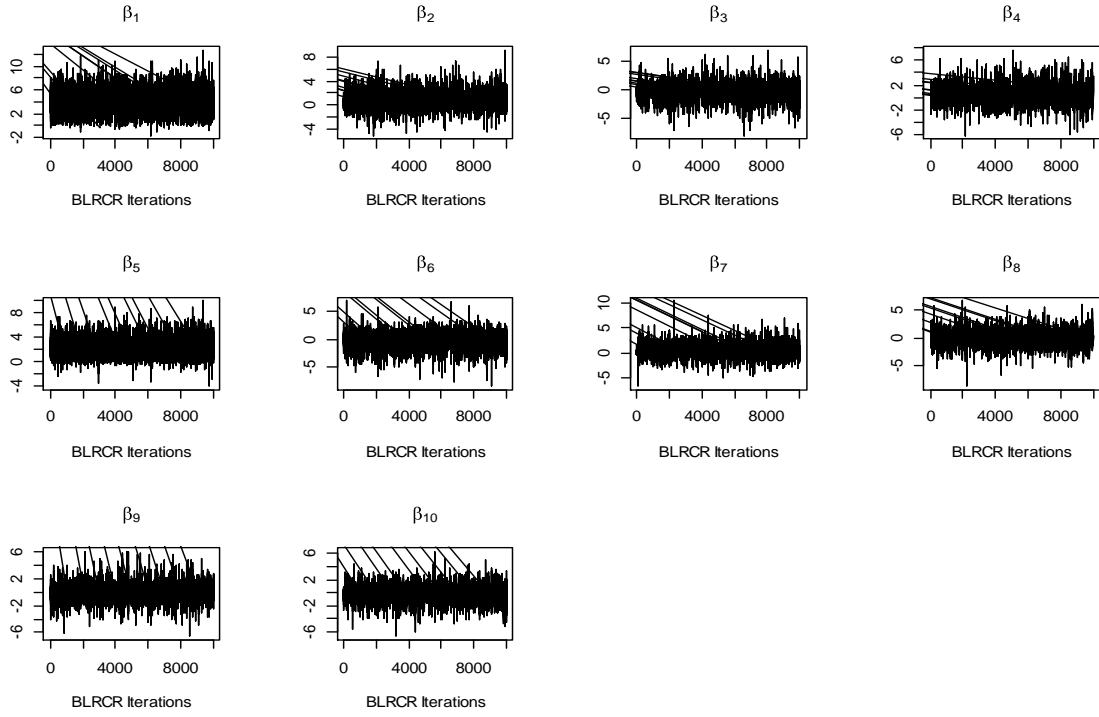 β1 β2 β3 β4
10 6 2 -2
8 4 0 -4
5 0 -5
6 2 -2 -6
0 4000 8000 0 4000 8000 0 4000 8000 0 4000 8000
BLRCR Iterations BLRCR Iterations BLRCR Iterations BLRCR Iterations
β5 β6 β7 β8
8 4 0 -4
5 0 -5
10 5 0 -5
5 0 -5
0 4000 8000 0 4000 8000 0 4000 8000 0 4000 8000
BLRCR Iterations BLRCR Iterations BLRCR Iterations BLRCR Iterations
β9 β10
6 2 -2 -6
6 2 -2 -6
0 4000 8000 0 4000 8000
BLRCR Iterations BLRCR Iterations